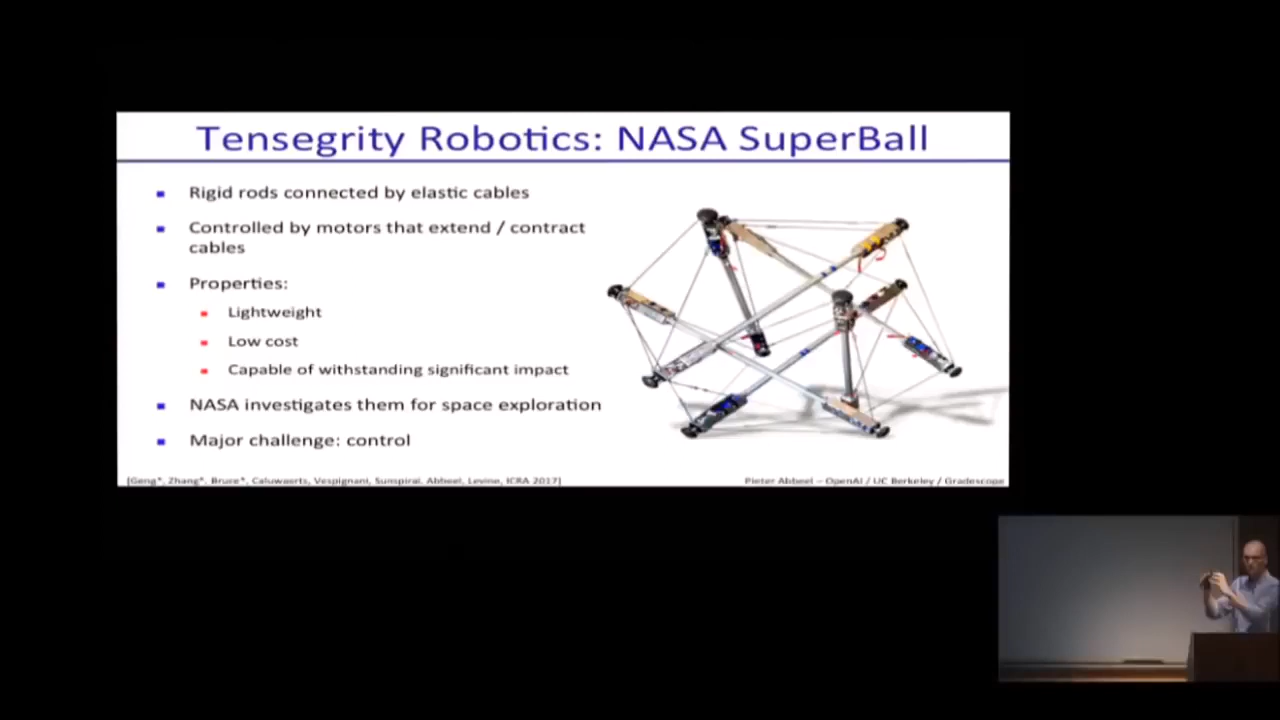 Tensegrity Robotics: NASA SuperBall
Rigid rods connected by elastic cables
Controlled by motors that extend / contract
cables
Properties:
Lightweight
Low cost
Capable of withstanding significant impact
NASA investigates them for space exploration
Major challenge: control
[Geng*, Zhang*, Bruce*, Caluwaerts, Vespignani, Sunspiral, Abbeel, Levine, ICRA 2017]
Pieter Abbeel – OpenAI / UC Berkeley / Gradescope